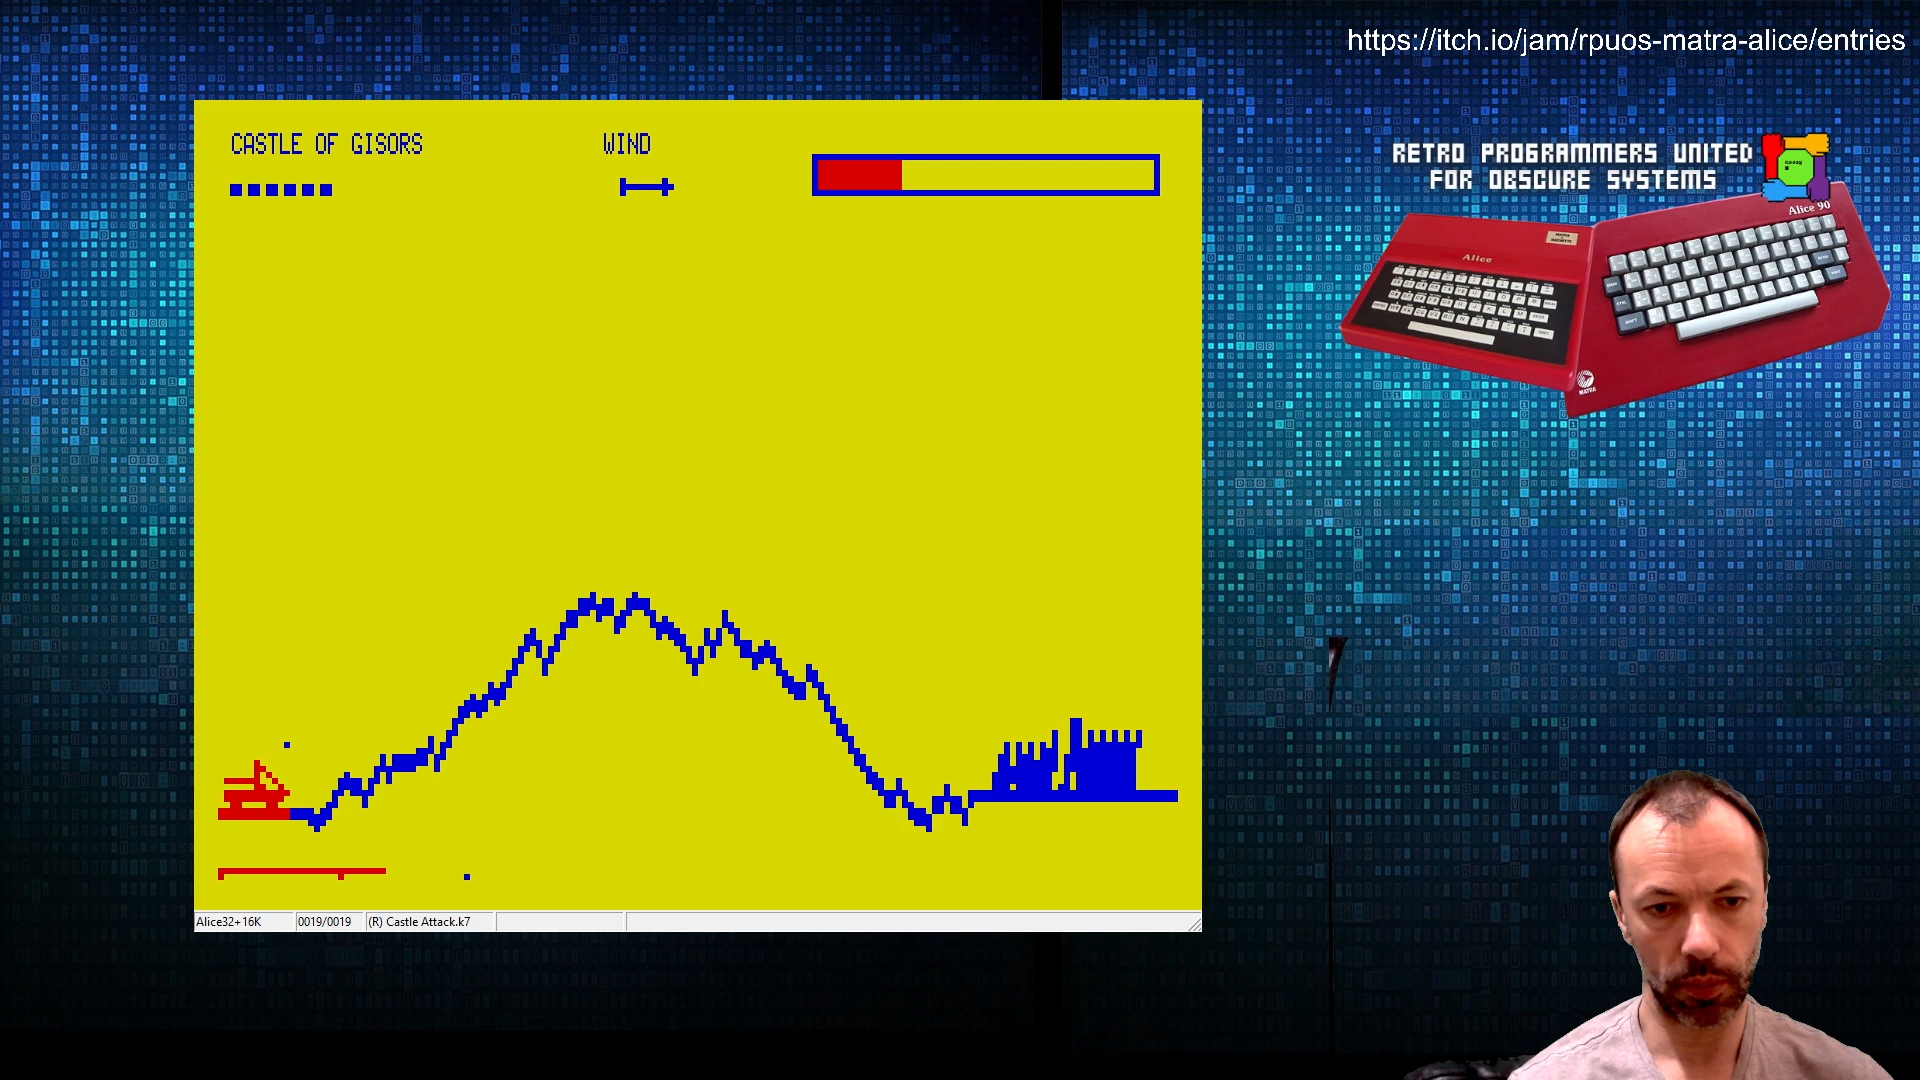 https://itch.io/jam/rpuos-matra-alice/entries
CASTLE OF GISORS
WIND
RETRO PROGRAMMERS UNITED
FOR OBSCURE SYSTEMS
Alice 90
Alice
MATRA
Alice32+16K
0019/0019
(R) Castle Attack.k7